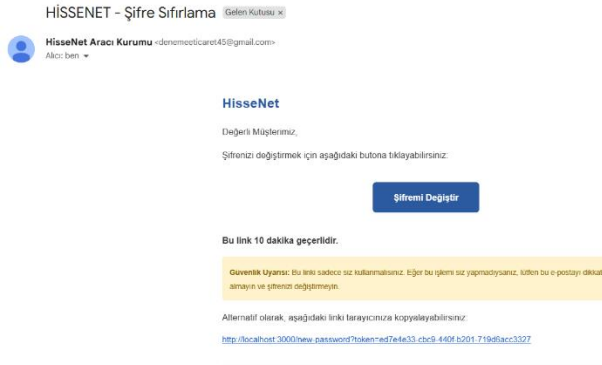 HİSSENET - Şifre Sıfırlama Gelen Kutusu x
HisseNet Aracı Kurumu <denemeeticaret45@gmail.com>
Alıcı: ben
HisseNet
Değerli Müşterimiz,
Şifrenizi değiştirmek için aşağıdaki butona tıklayabilirsiniz:
Şifremi Değiştir
Bu link 10 dakika geçerlidir.
Güvenlik Uyarısı: Bu linki sadece siz kullanmalısınız. Eğer bu işlemi siz yapmadıysanız, lütfen bu e-postayı dikkat
almayın ve şifrenizi değiştirmeyin.
Alternatif olarak, aşağıdaki linki tarayıcınıza kopyalayabilirsiniz:
http://localhost:3000/new-password?token=ed7e4e33-cbc9-440f-b201-719d6acc3327